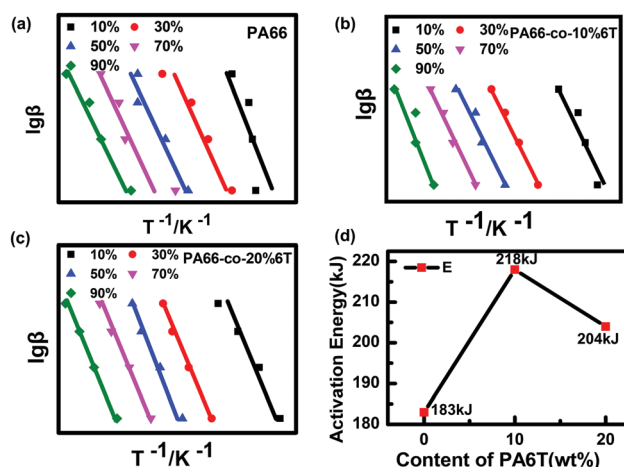 (a)
10% 30% PA66
50% 70%
90%
lgβ
T⁻¹/K⁻¹
(b)
10% 30% PA66-co-10%6T
50% 70%
90%
lgβ
T⁻¹/K⁻¹
(c)
10% 30% PA66-co-20%6T
50% 70%
90%
lgβ
T⁻¹/K⁻¹
(d)
E
218kJ
204kJ
183kJ
220
210
200
190
180
Activation Energy(kJ)
0 10 20
Content of PA6T(wt%)